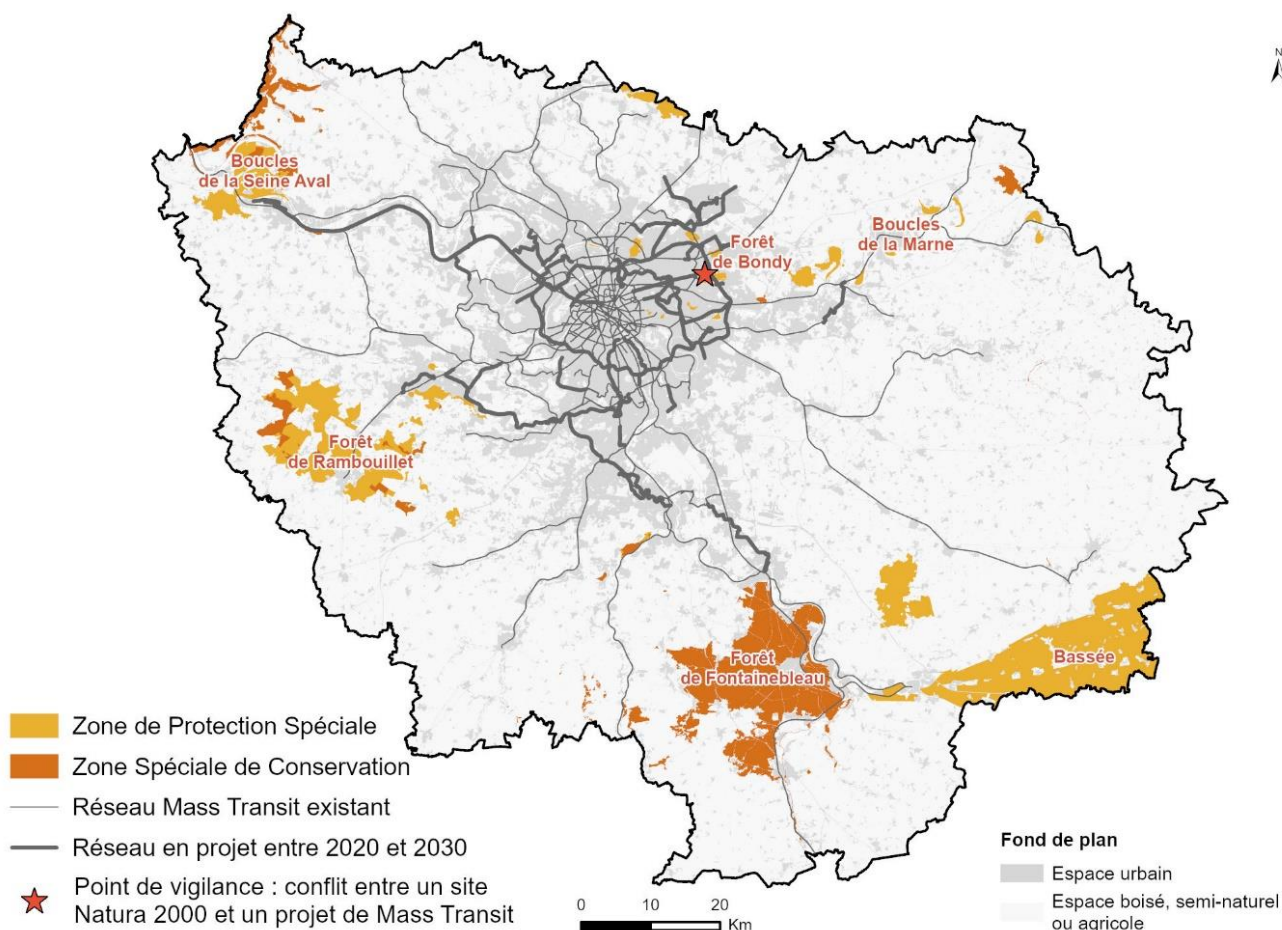 N
Boucles
de la Seine Aval
Forêt
de Bondy
Boucles
de la Marne
Forêt
de Rambouillet
Forêt
de Fontainebleau
Bassée
Zone de Protection Spéciale
Zone Spéciale de Conservation
Réseau Mass Transit existant
Réseau en projet entre 2020 et 2030
Point de vigilance : conflit entre un site
Natura 2000 et un projet de Mass Transit
0 10 20
Km
Fond de plan
Espace urbain
Espace boisé, semi-naturel
ou agricole